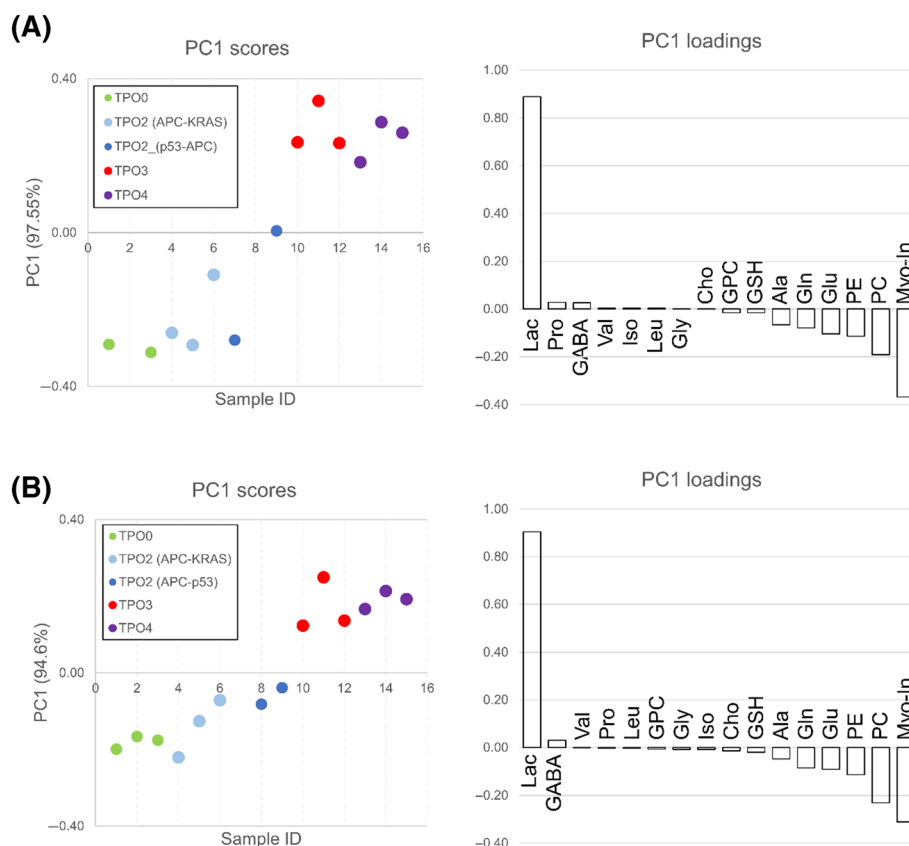 (A)
PC1 scores
0.40
TPO0
TPO2 (APC-KRAS)
TPO2_(p53-APC)
TPO3
TPO4
PC1 (97.55%)
0.00
0 2 4 6 8 10 12 14 16
–0.40
Sample ID
PC1 loadings
1.00
0.80
0.60
0.40
0.20
0.00
–0.20
–0.40
Lac Pro GABA Val Iso Leu Gly Cho GPC GSH Ala Gln Glu PE PC Myo-In
(B)
PC1 scores
0.40
TPO0
TPO2 (APC-KRAS)
TPO2 (APC-p53)
TPO3
TPO4
PC1 (94.6%)
0.00
0 2 4 6 8 10 12 14 16
–0.40
Sample ID
PC1 loadings
1.00
0.80
0.60
0.40
0.20
0.00
–0.20
–0.40
Lac GABA Val Pro Leu GPC Gly Iso Cho GSH Ala Gln Glu PE PC Myo-In